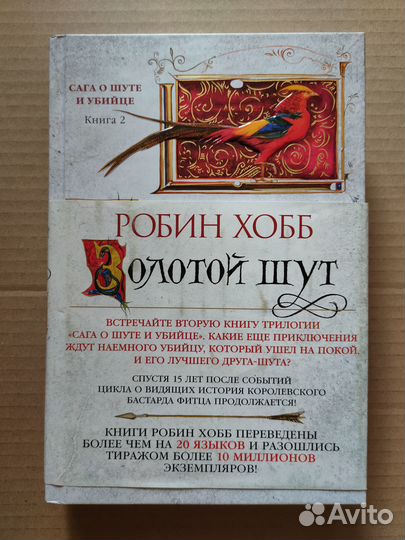 САГА О ШУТЕ
И УБИЙЦЕ
Книга 2
РОБИН ХОББ
ЗОЛОТОЙ ШУТ
ВСТРЕЧАЙТЕ ВТОРУЮ КНИГУ ТРИЛОГИИ
«САГА О ШУТЕ И УБИЙЦЕ». КАКИЕ ЕЩЕ ПРИКЛЮЧЕНИЯ
ЖДУТ НАЕМНОГО УБИЙЦУ, КОТОРЫЙ УШЕЛ НА ПОКОЙ,
И ЕГО ЛУЧШЕГО ДРУГА-ШУТА?
СПУСТЯ 15 ЛЕТ ПОСЛЕ СОБЫТИЙ
ЦИКЛА О ВИДЯЩИХ ИСТОРИЯ КОРОЛЕВСКОГО
БАСТАРДА ФИТЦА ПРОДОЛЖАЕТСЯ!
КНИГИ РОБИН ХОББ ПЕРЕВЕДЕНЫ
БОЛЕЕ ЧЕМ НА 20 ЯЗЫКОВ И РАЗОШЛИСЬ
ТИРАЖОМ БОЛЕЕ 10 МИЛЛИОНОВ
ЭКЗЕМПЛЯРОВ!
Avito